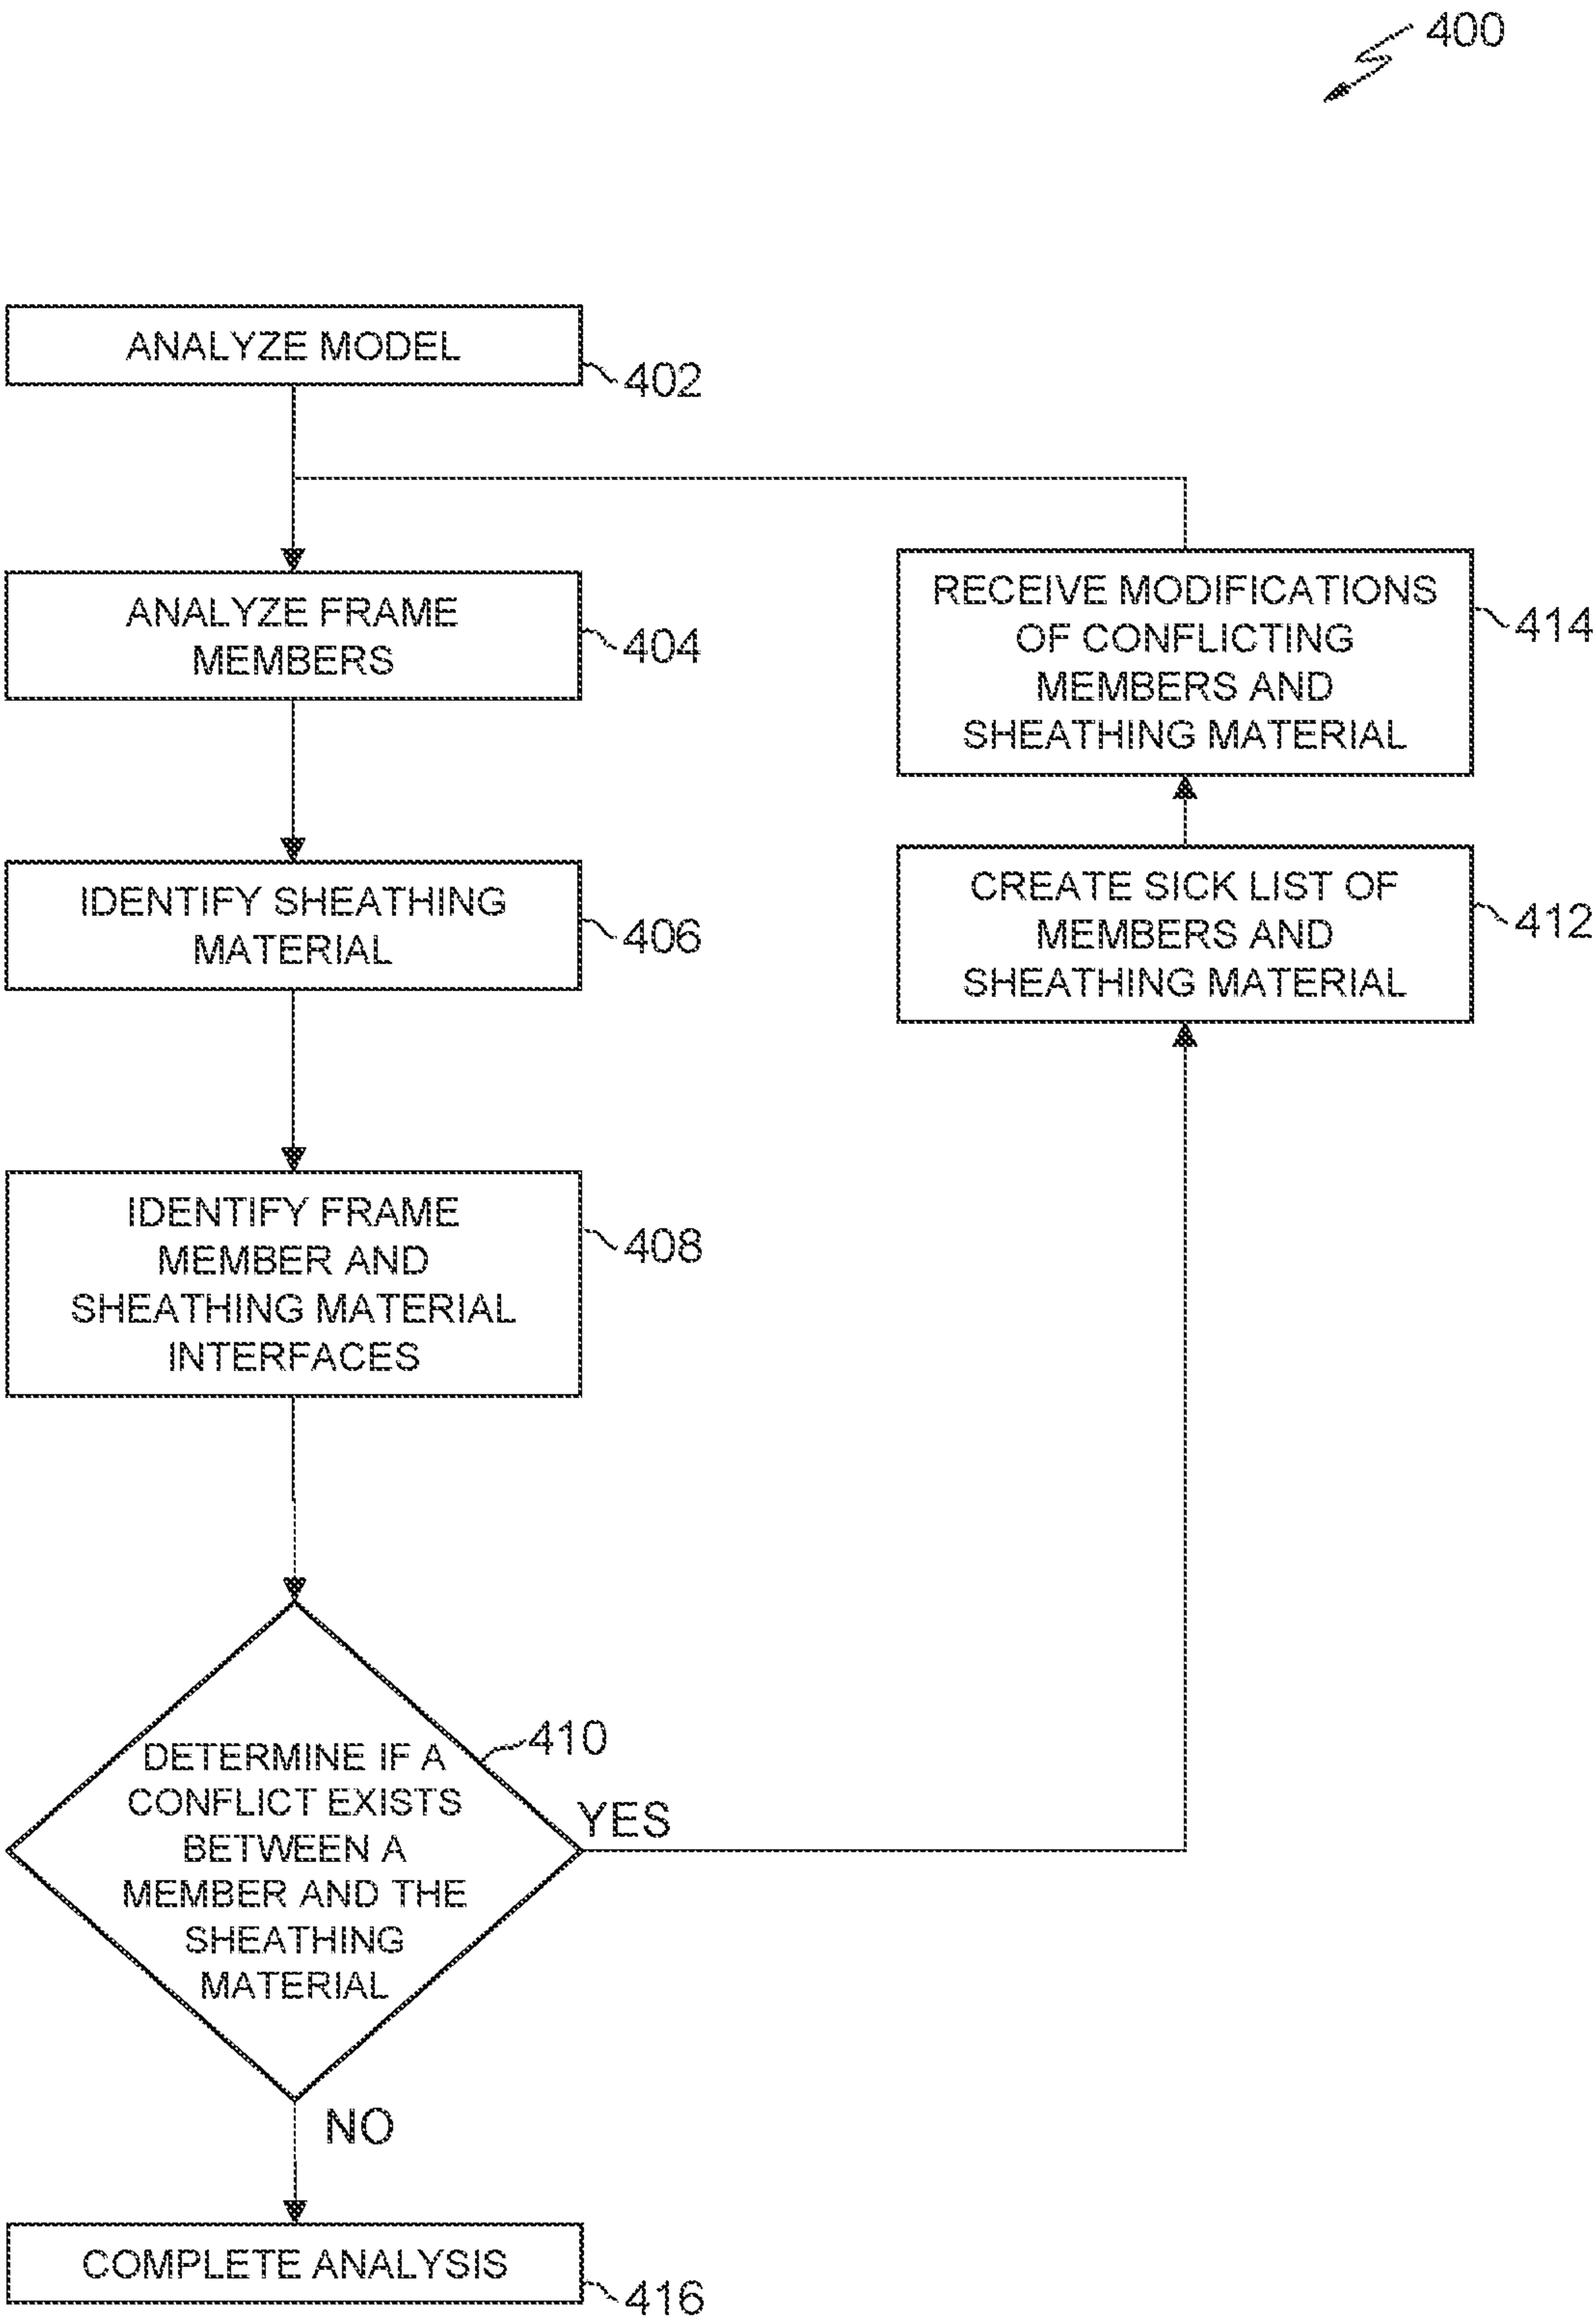 400
ANALYZE MODEL
402
ANALYZE FRAME
MEMBERS
404
IDENTIFY SHEATHING
MATERIAL
406
IDENTIFY FRAME
MEMBER AND
SHEATHING MATERIAL
INTERFACES
408
DETERMINE IF A
CONFLICT EXISTS
BETWEEN A
MEMBER AND THE
SHEATHING
MATERIAL
410
YES
NO
RECEIVE MODIFICATIONS
OF CONFLICTING
MEMBERS AND
SHEATHING MATERIAL
414
CREATE SICK LIST OF
MEMBERS AND
SHEATHING MATERIAL
412
COMPLETE ANALYSIS
416